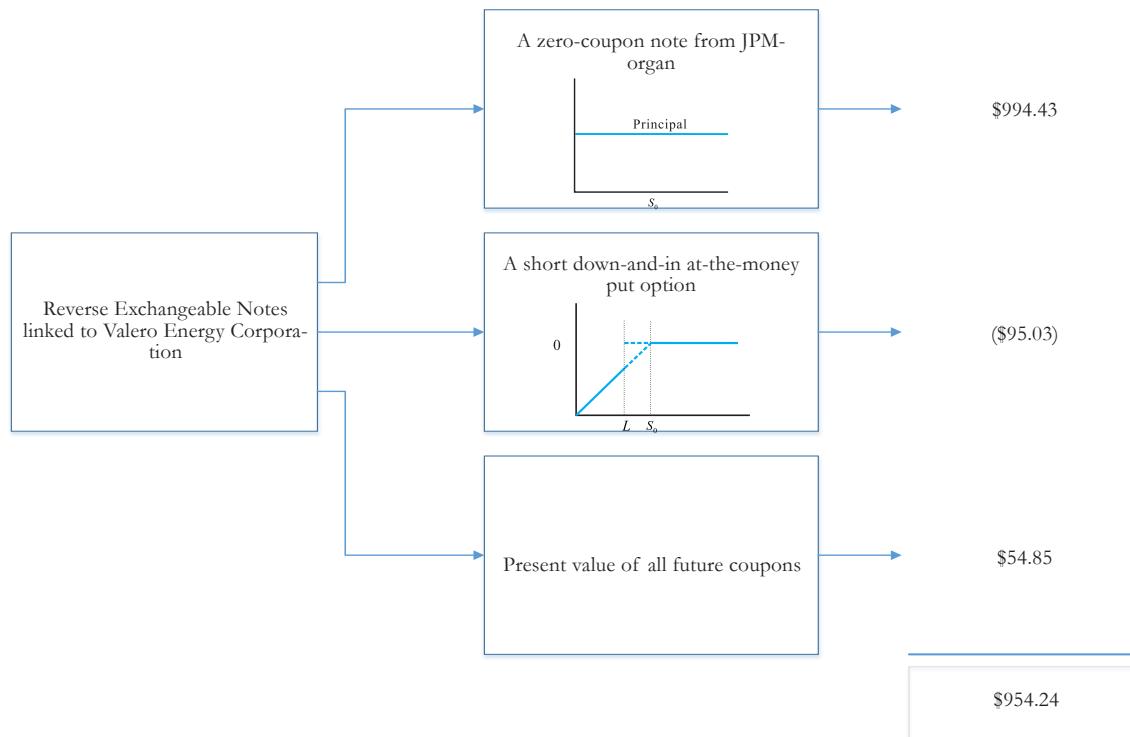 A zero-coupon note from JPM-
organ
Principal
S₀
$994.43
Reverse Exchangeable Notes
linked to Valero Energy Corpora-
tion
A short down-and-in at-the-money
put option
0
L S₀
($95.03)
Present value of all future coupons
$54.85
$954.24